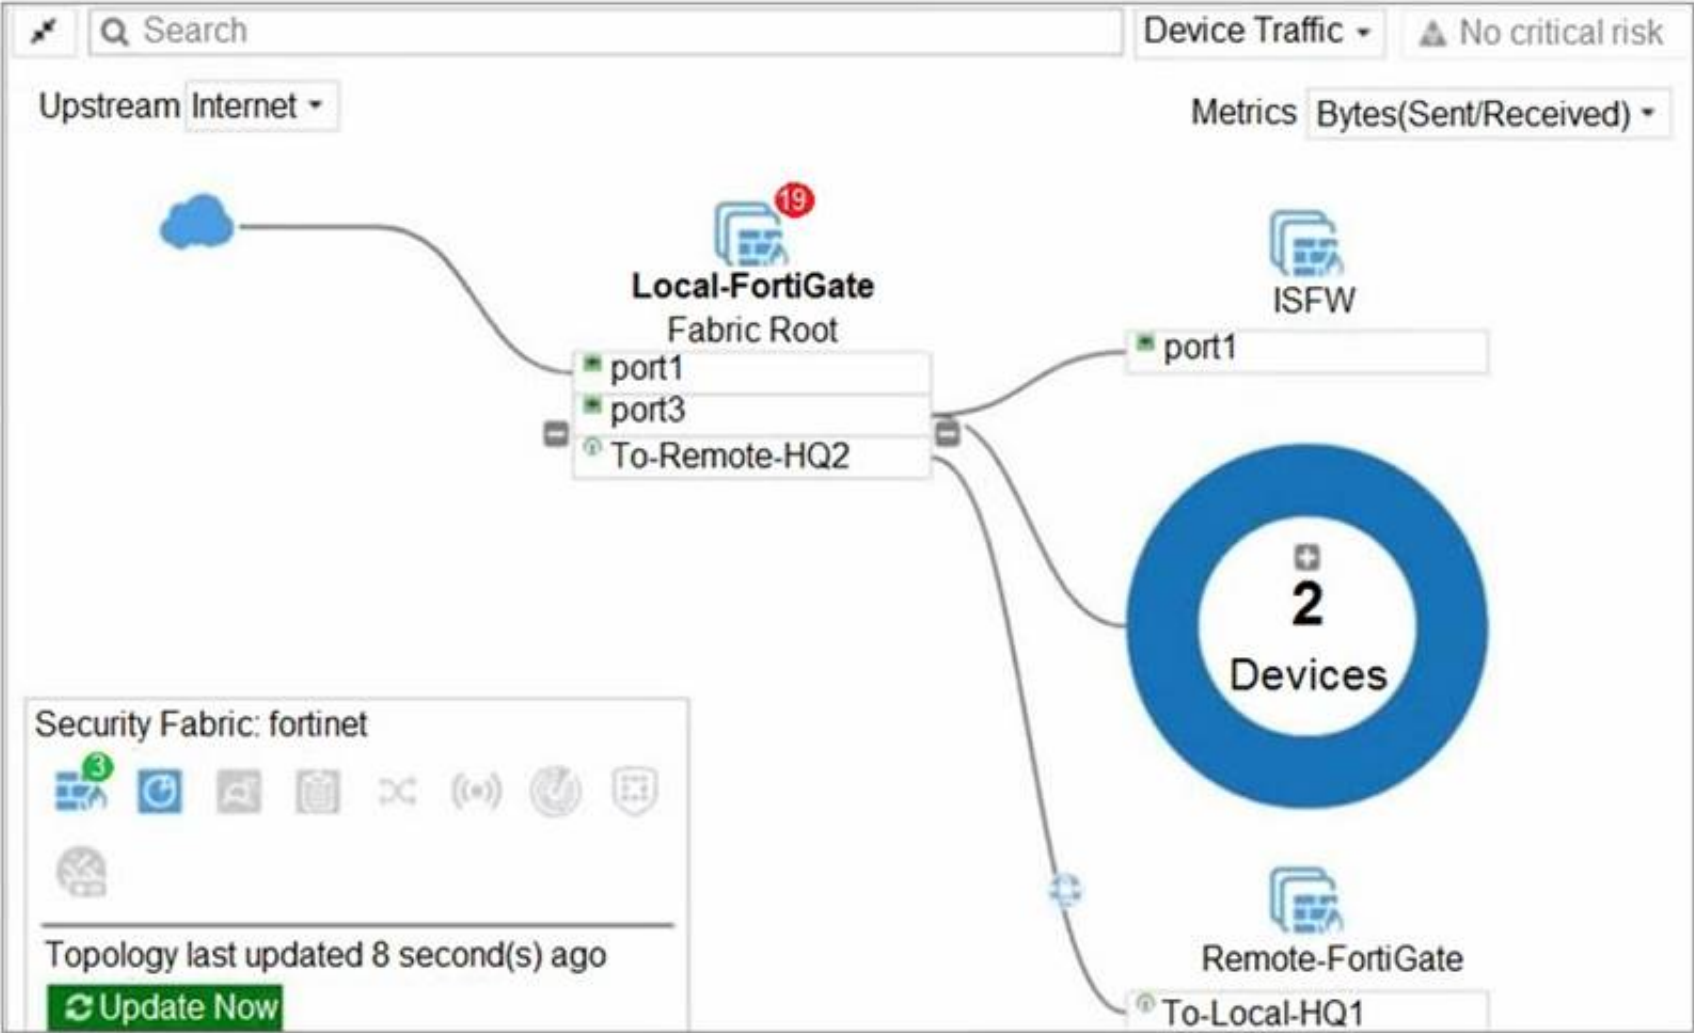 Search
Device Traffic
No critical risk
Upstream Internet
Metrics Bytes(Sent/Received)
19
Local-FortiGate
Fabric Root
port1
port3
To-Remote-HQ2
ISFW
port1
2
Devices
Remote-FortiGate
To-Local-HQ1
Security Fabric: fortinet
3
Topology last updated 8 second(s) ago
Update Now